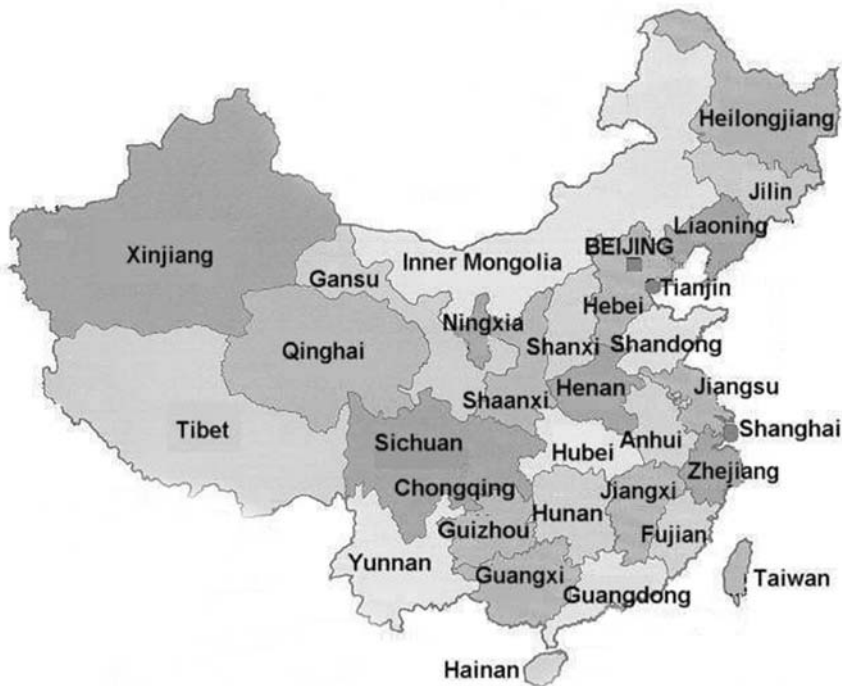 Heilongjiang
Jilin
Liaoning
BEIJING
Xinjiang
Inner Mongolia
Gansu
Tianjin
Hebei
Ningxia
Shanxi
Shandong
Qinghai
Henan
Jiangsu
Shaanxi
Tibet
Shanghai
Sichuan
Anhui
Hubei
Zhejiang
Chongqing
Jiangxi
Hunan
Guizhou
Fujian
Yunnan
Guangxi
Taiwan
Guangdong
Hainan